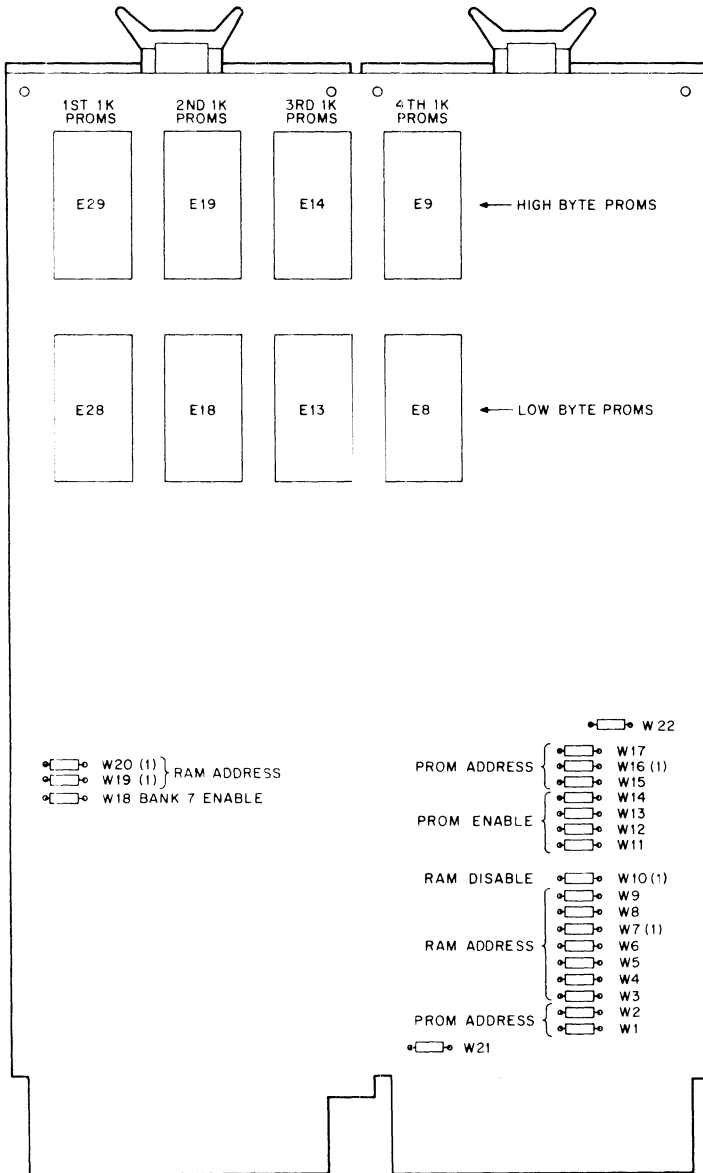 1ST 1K PROMS
2ND 1K PROMS
3RD 1K PROMS
4TH 1K PROMS
E29
E19
E14
E9
HIGH BYTE PROMS
E28
E18
E13
E8
LOW BYTE PROMS
W20 (1)
W19 (1)
RAM ADDRESS
W18 BANK 7 ENABLE
W22
PROM ADDRESS
W17
W16 (1)
W15
PROM ENABLE
W14
W13
W12
W11
RAM DISABLE
W10 (1)
RAM ADDRESS
W9
W8
W7 (1)
W6
W5
W4
W3
PROM ADDRESS
W2
W1
W21